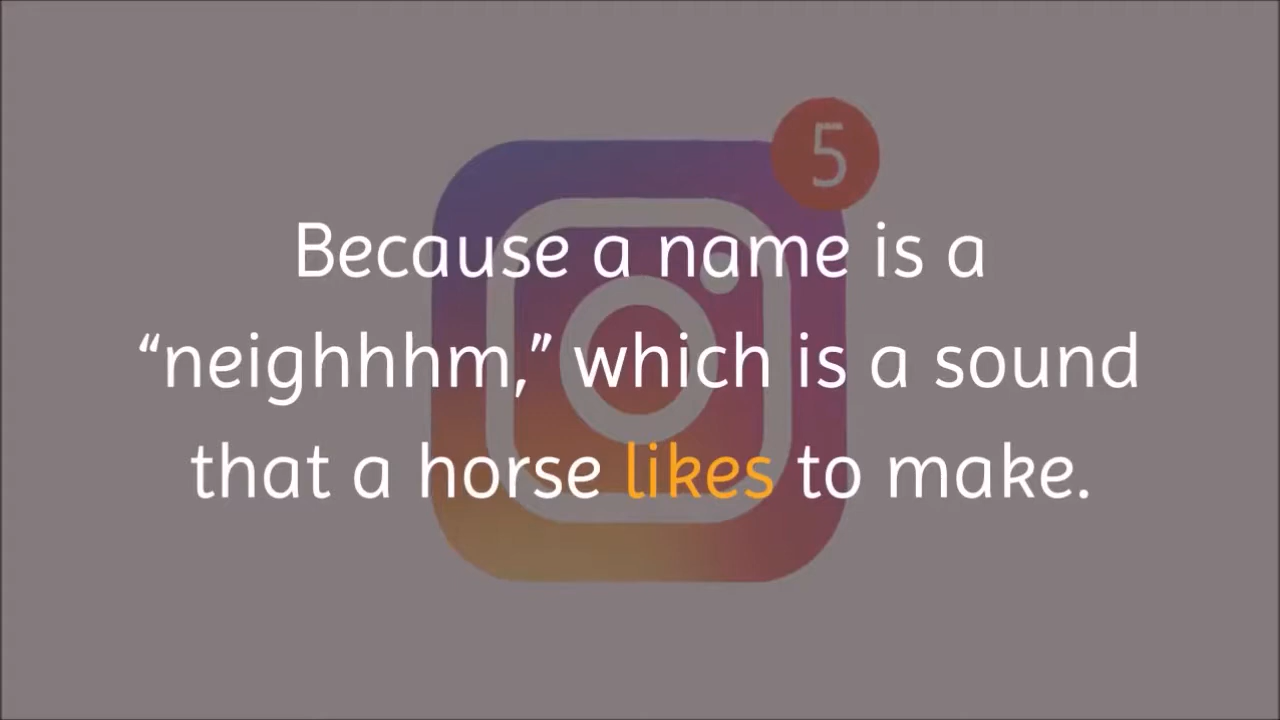 5
Because a name is a
“neighhhm,” which is a sound
that a horse likes to make.